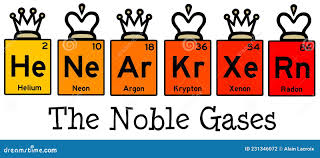 2 10 18 36 54 86
He Ne Ar Kr Xe Rn
Helium Neon Argon Krypton Xenon Radon
The Noble Gases
dreamstime.com
ID 231346072 © Alain Lacroix